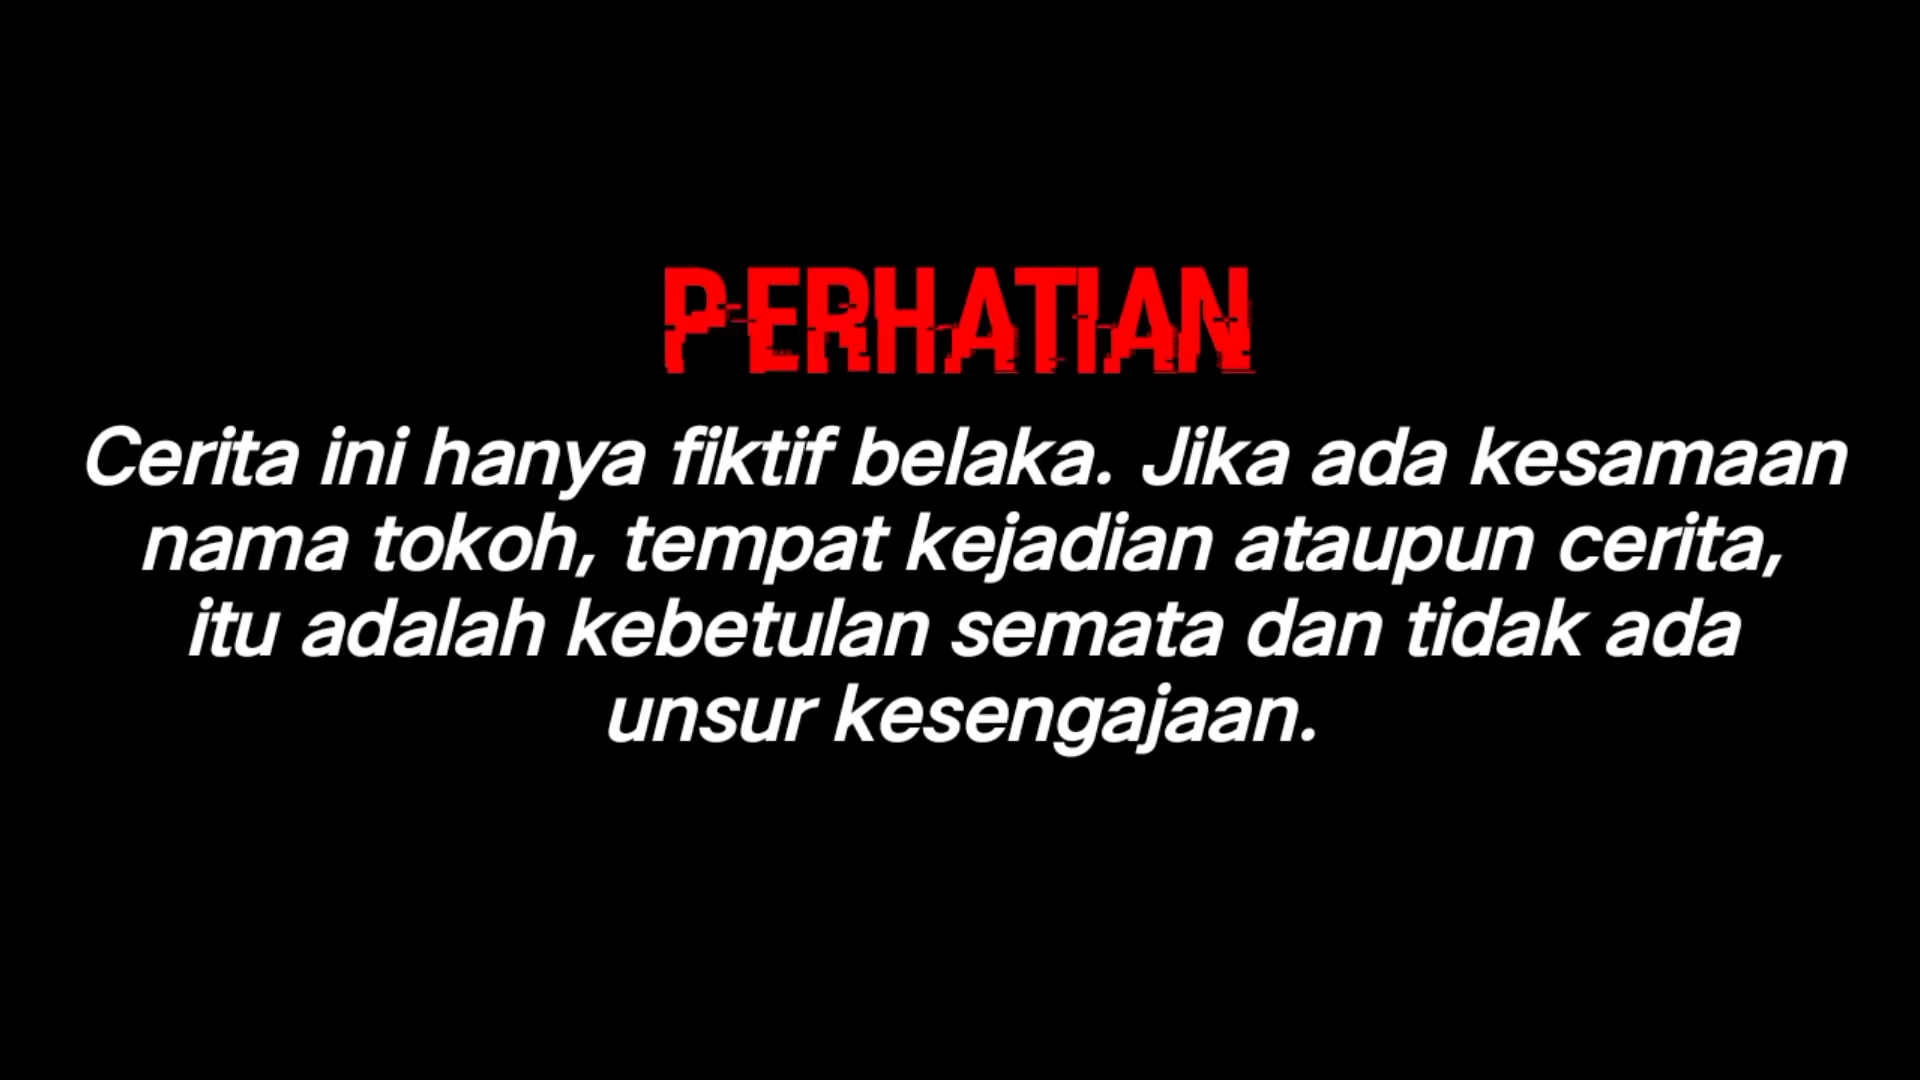 PERHATIAN
Cerita ini hanya fiktif belaka. Jika ada kesamaan
nama tokoh, tempat kejadian ataupun cerita,
itu adalah kebetulan semata dan tidak ada
unsur kesengajaan.